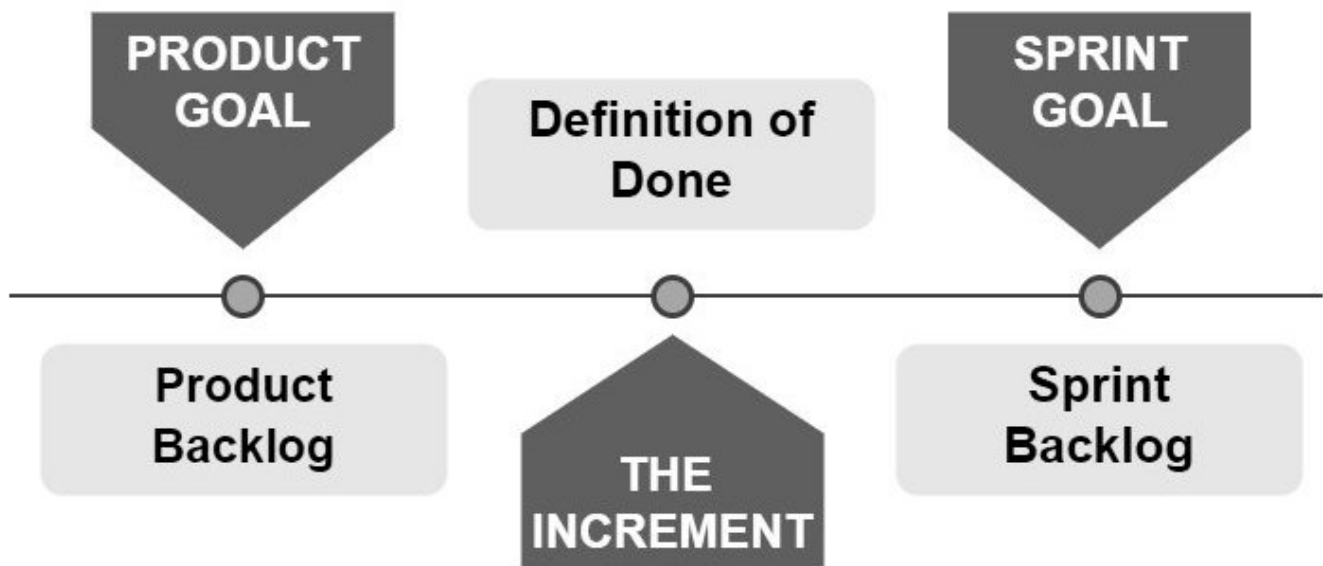 PRODUCT
GOAL
Definition of
Done
SPRINT
GOAL
Product
Backlog
THE
INCREMENT
Sprint
Backlog